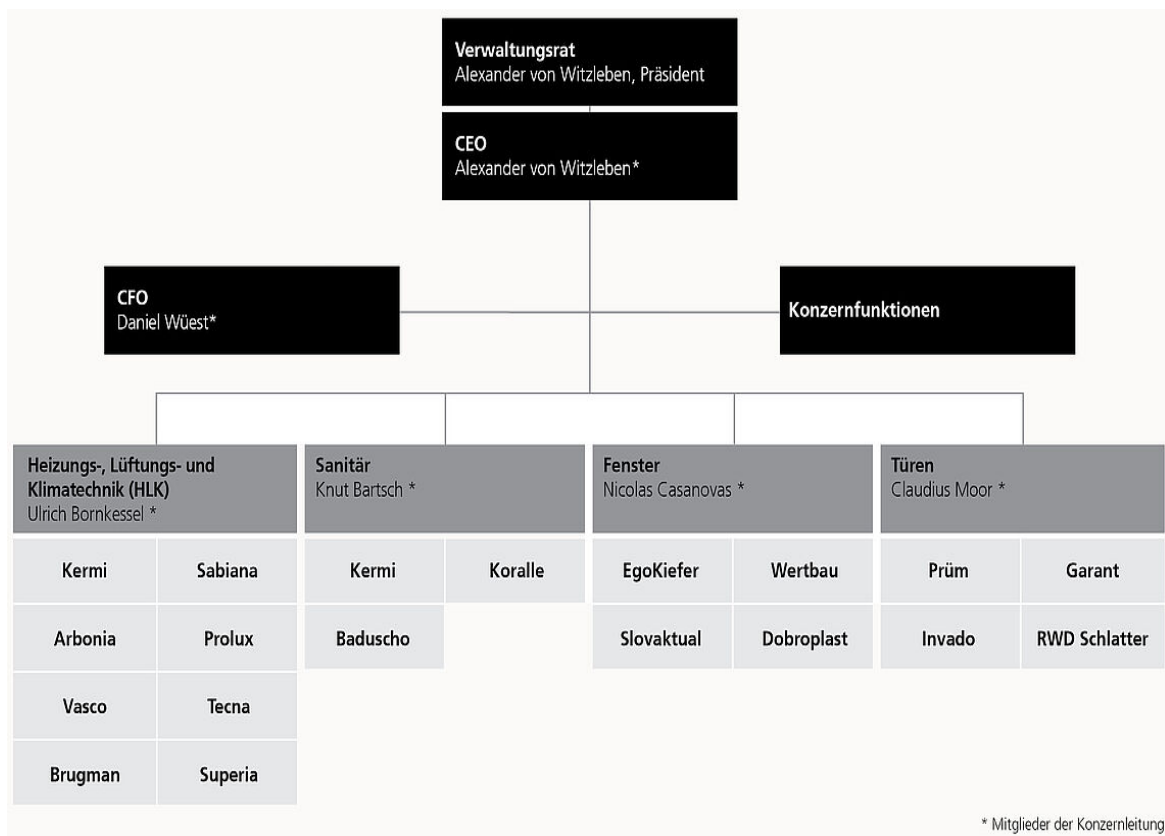 Verwaltungsrat
Alexander von Witzleben, Präsident
CEO
Alexander von Witzleben*
CFO
Daniel Wüest*
Konzernfunktionen
Heizungs-, Lüftungs- und
Klimatechnik (HLK)
Ulrich Bornkessel *
Kermi
Sabiana
Arbonia
Prolux
Vasco
Tecna
Brugman
Superia
Sanitär
Knut Bartsch *
Kermi
Koralle
Baduscho
Fenster
Nicolas Casanovas *
EgoKiefer
Wertbau
Slovaktual
Dobroplast
Türen
Claudius Moor *
Prüm
Garant
Invado
RWD Schlatter
* Mitglieder der Konzernleitung